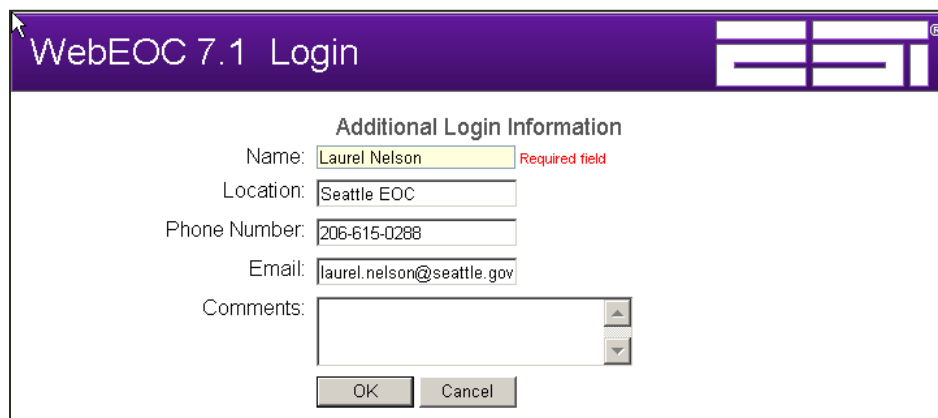 WebEOC 7.1 Login
ESi®
Additional Login Information
Name: Laurel Nelson Required field
Location: Seattle EOC
Phone Number: 206-615-0288
Email: laurel.nelson@seattle.gov
Comments:
OK Cancel